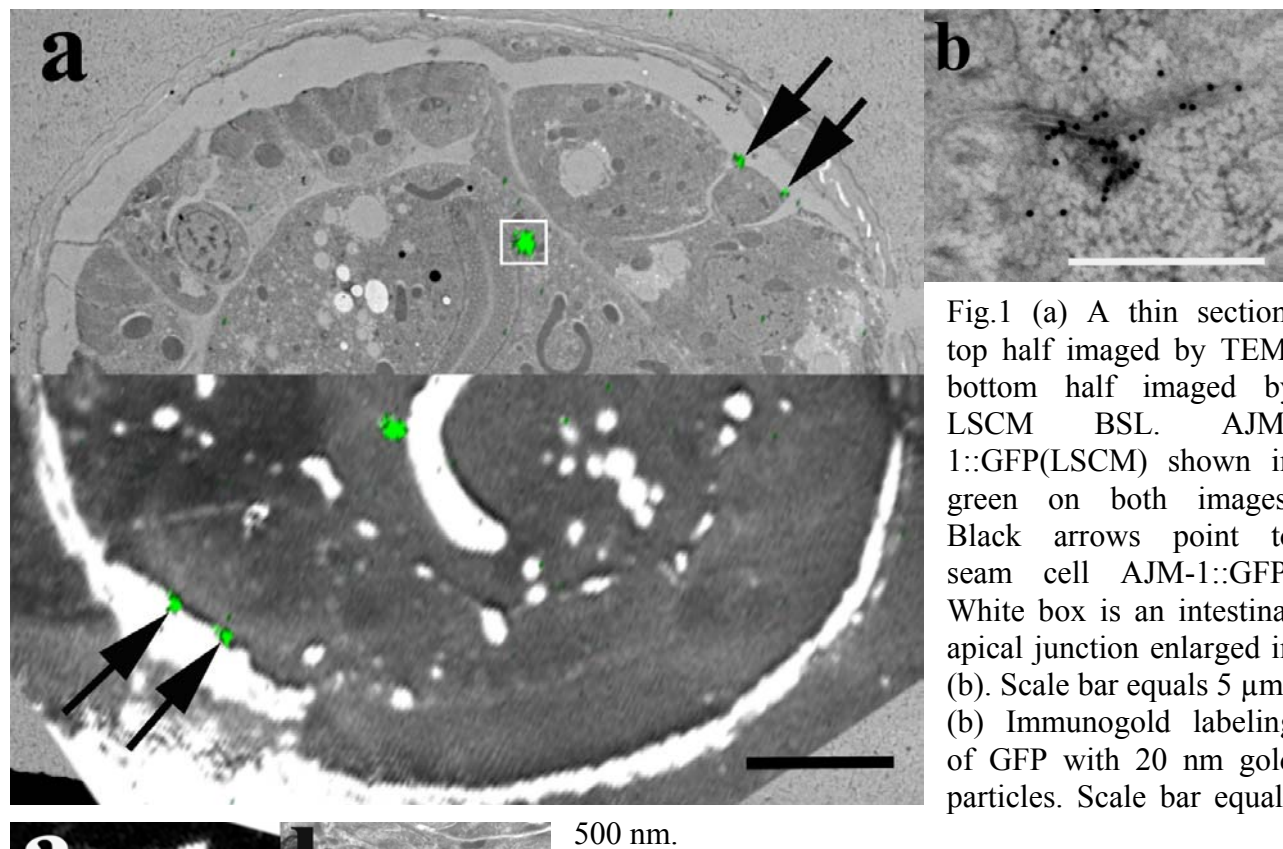 a
b
Fig.1 (a) A thin section
top half imaged by TEM
bottom half imaged by
LSCM BSL. AJM
1::GFP(LSCM) shown in
green on both images
Black arrows point to
seam cell AJM-1::GFP
White box is an intestinal
apical junction enlarged in
(b). Scale bar equals 5 µm
(b) Immunogold labeling
of GFP with 20 nm gold
particles. Scale bar equal
500 nm.
a